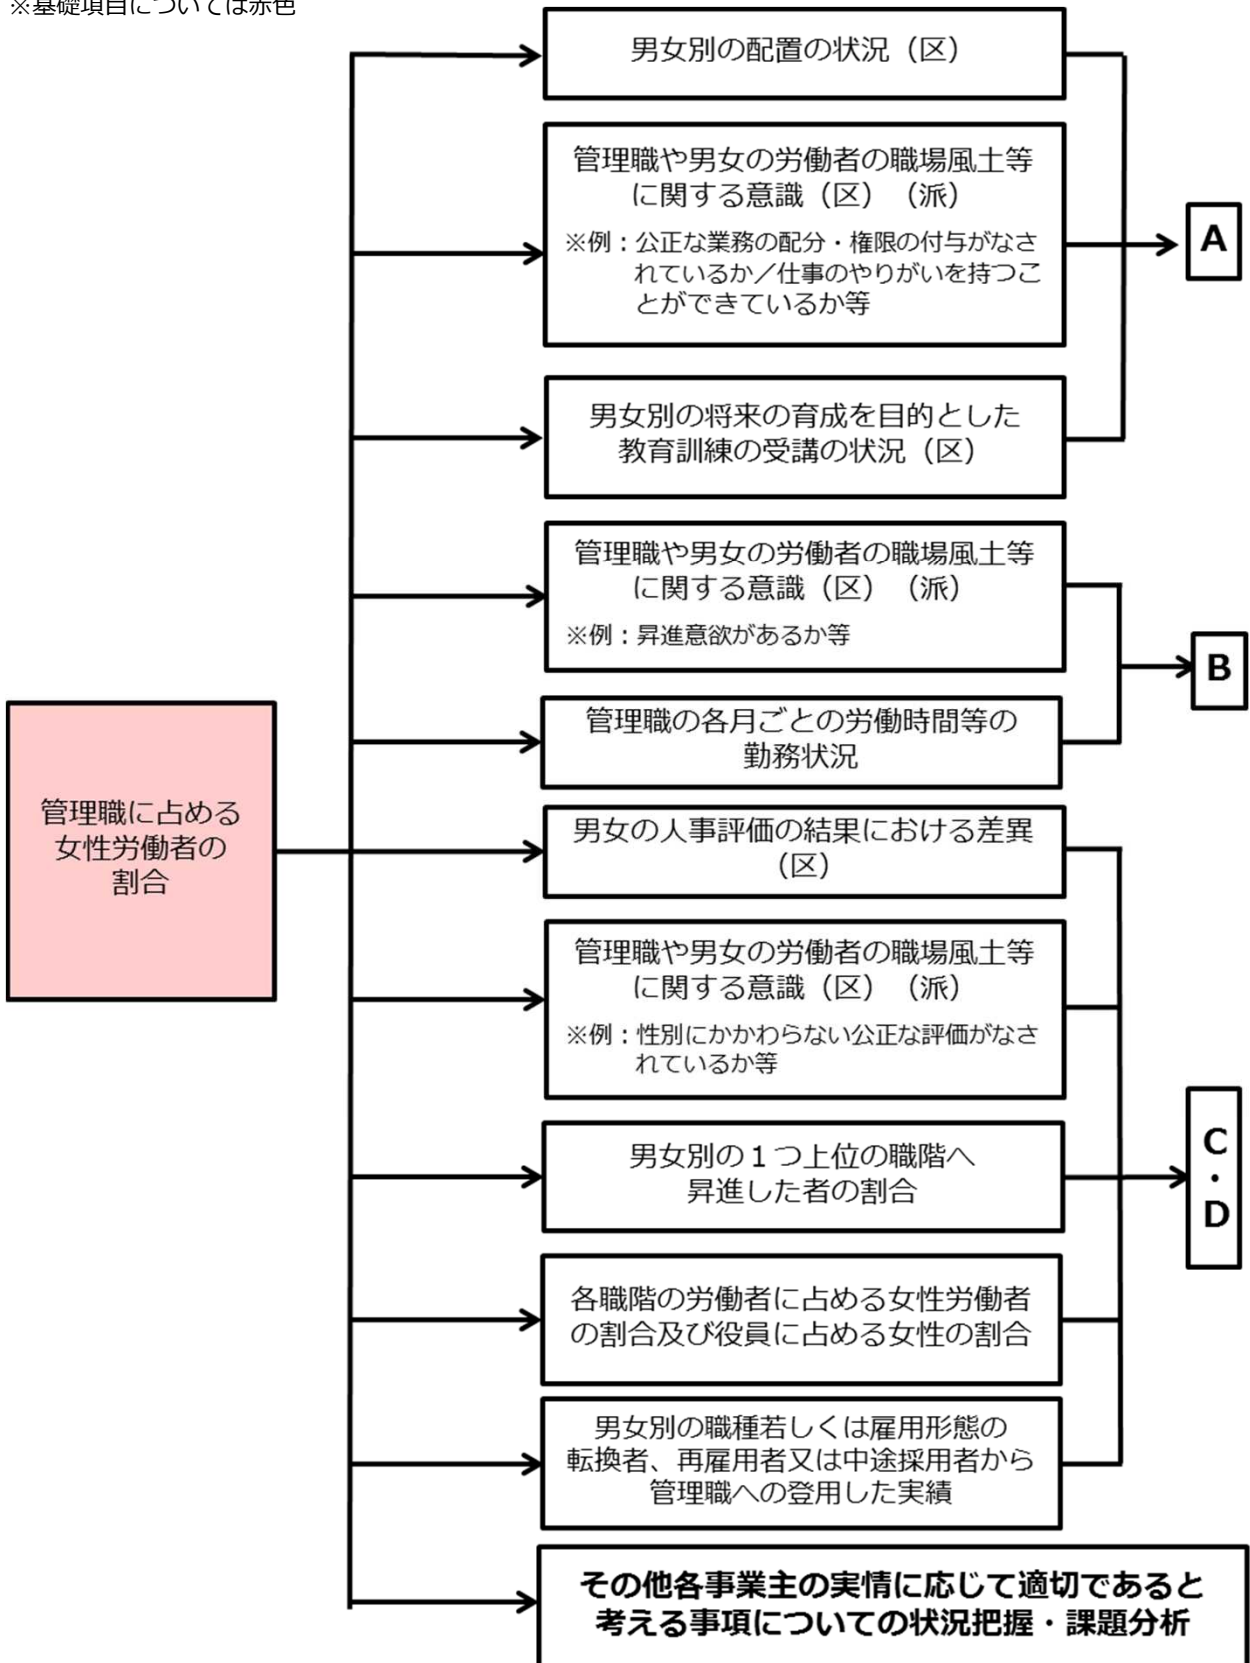 ※基礎項目については赤色
男女別の配置の状況（区）
管理職や男女の労働者の職場風土等
に関する意識（区）（派）
※例：公正な業務の配分・権限の付与がなさ
れているか／仕事のやりがいを持つこ
とができているか等
A
男女別の将来の育成を目的とした
教育訓練の受講の状況（区）
管理職や男女の労働者の職場風土等
に関する意識（区）（派）
※例：昇進意欲があるか等
B
管理職の各月ごとの労働時間等の
勤務状況
管理職に占める
女性労働者の
割合
男女の人事評価の結果における差異
（区）
管理職や男女の労働者の職場風土等
に関する意識（区）（派）
※例：性別にかかわらない公正な評価がなさ
れているか等
男女別の１つ上位の職階へ
昇進した者の割合
C
・
D
各職階の労働者に占める女性労働者
の割合及び役員に占める女性の割合
男女別の職種若しくは雇用形態の
転換者、再雇用者又は中途採用者から
管理職への登用した実績
その他各事業主の実情に応じて適切であると
考える事項についての状況把握・課題分析